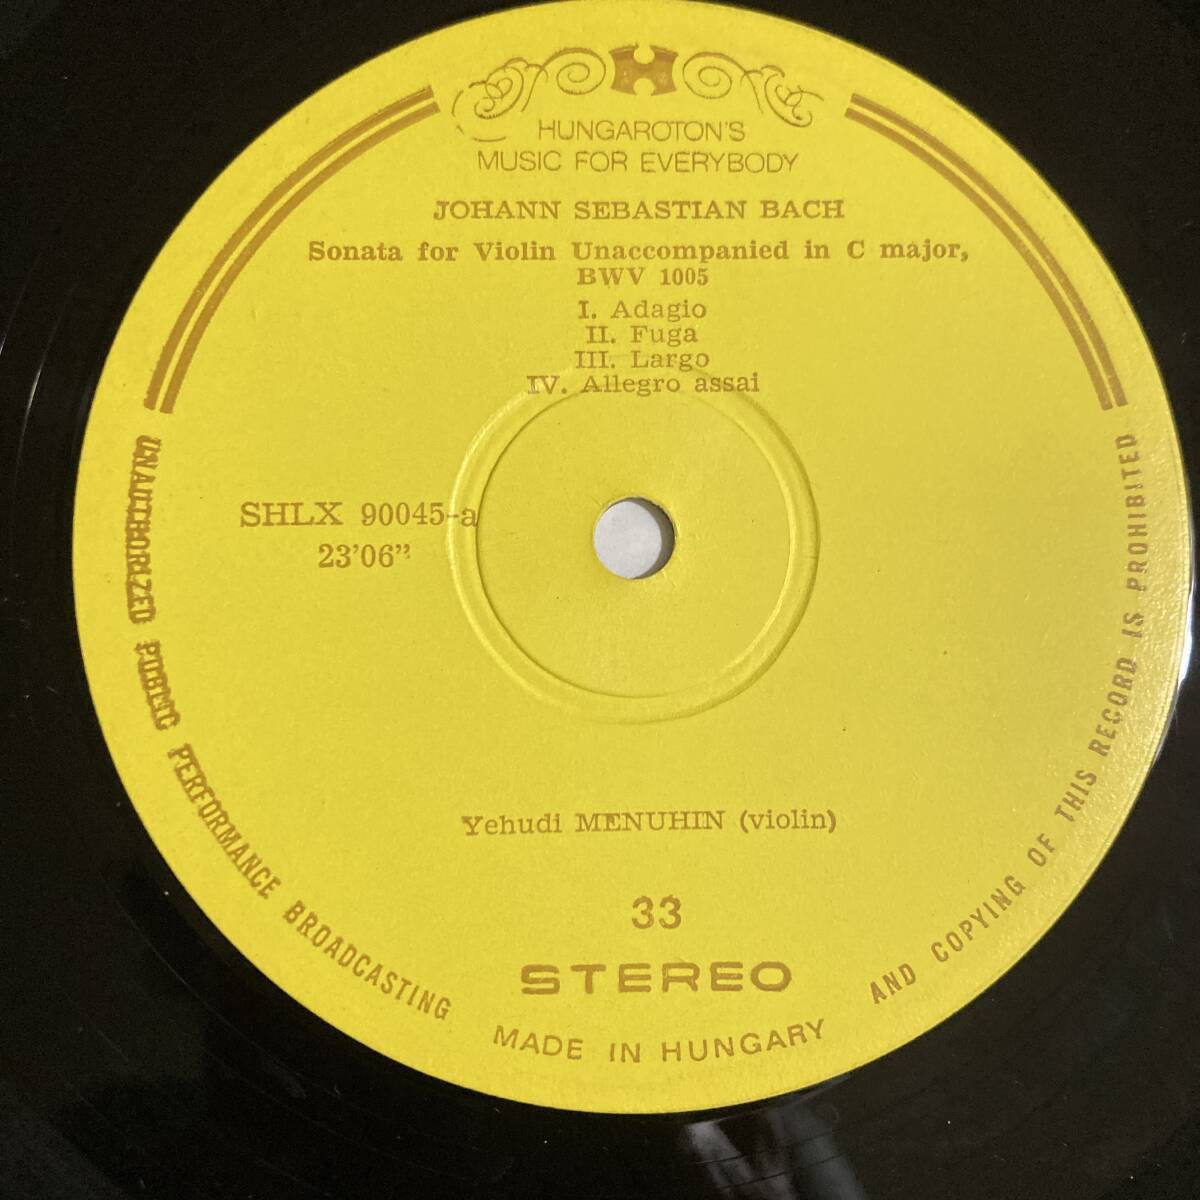 HUNGAROTON'S
MUSIC FOR EVERYBODY
JOHANN SEBASTIAN BACH
Sonata for Violin Unaccompanied in C major,
BWV 1005
I. Adagio
II. Fuga
III. Largo
IV. Allegro assai
SHLX 90045-a
23'06"
Yehudi MENUHIN (violin)
33
STEREO
MADE IN HUNGARY
UNAUTHORIZED PUBLIC PERFORMANCE BROADCASTING AND COPYING OF THIS RECORD IS PROHIBITED